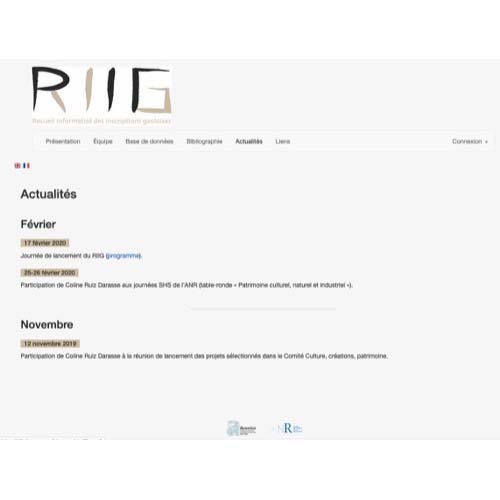 RIIG
Recueil informatisé des inscriptions gauloises
Présentation Équipe Base de données Bibliographie Actualités Liens Connexion
Actualités
Février
17 février 2020
Journée de lancement du RIIG (programme).
25-26 février 2020
Participation de Coline Ruiz Darasse aux journées SHS de l'ANR (table-ronde « Patrimoine culturel, naturel et industriel »).
Novembre
12 novembre 2019
Participation de Coline Ruiz Darasse à la réunion de lancement des projets sélectionnés dans le Comité Culture, créations, patrimoine.